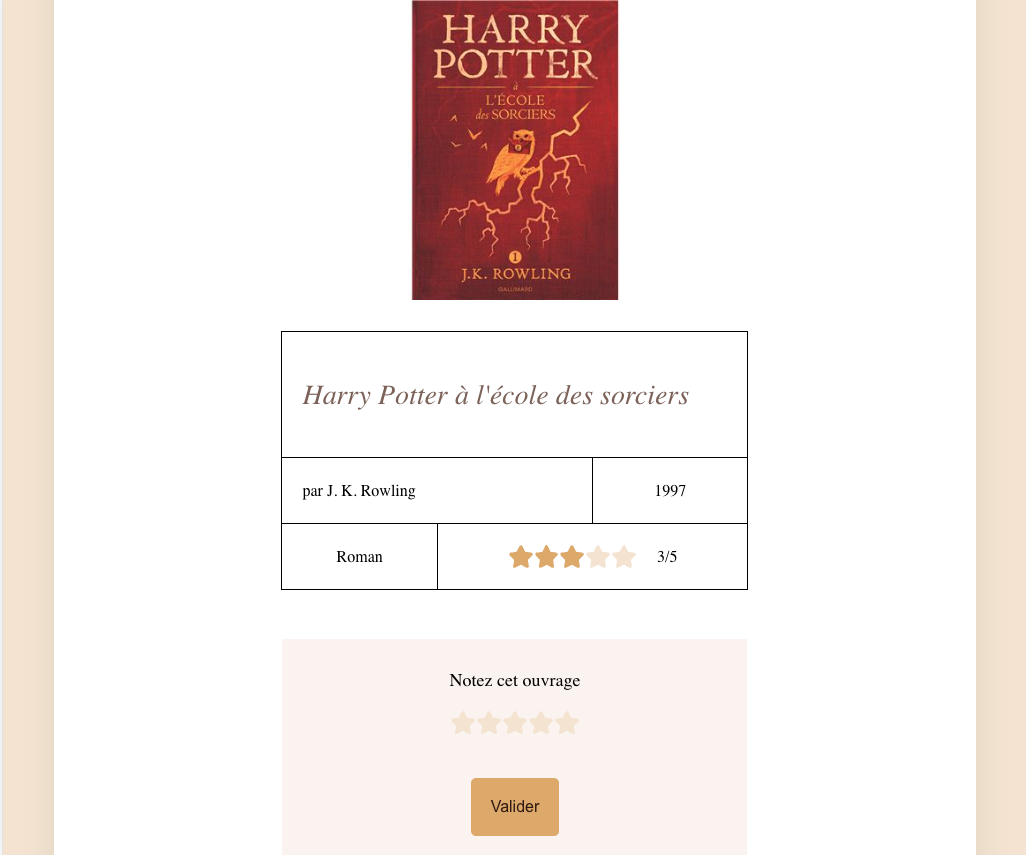 HARRY
POTTER
à
L'ÉCOLE
des SORCIERS
1
J.K. ROWLING
GALLIMARD
Harry Potter à l'école des sorciers
par J. K. Rowling
1997
Roman
3/5
Notez cet ouvrage
Valider